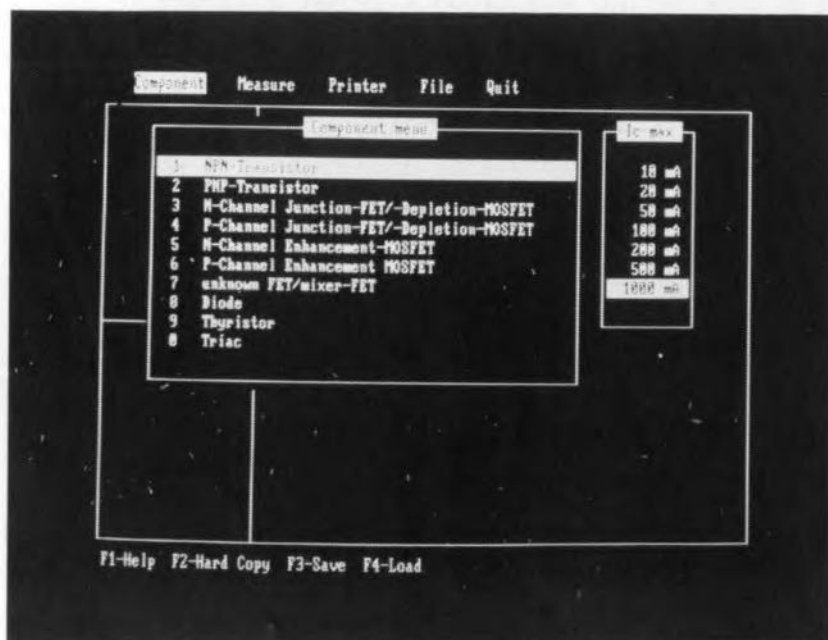 Component Measure Printer File Quit
Component menu
1 NPN-Transistor
2 PNP-Transistor
3 N-Channel Junction-FET/-Depletion-MOSFET
4 P-Channel Junction-FET/-Depletion-MOSFET
5 N-Channel Enhancement-MOSFET
6 P-Channel Enhancement MOSFET
7 unknown FET/mixer-FET
8 Diode
9 Thyristor
0 Triac
Ic max
10 mA
20 mA
50 mA
100 mA
200 mA
500 mA
1000 mA
F1-Help F2-Hard Copy F3-Save F4-Load